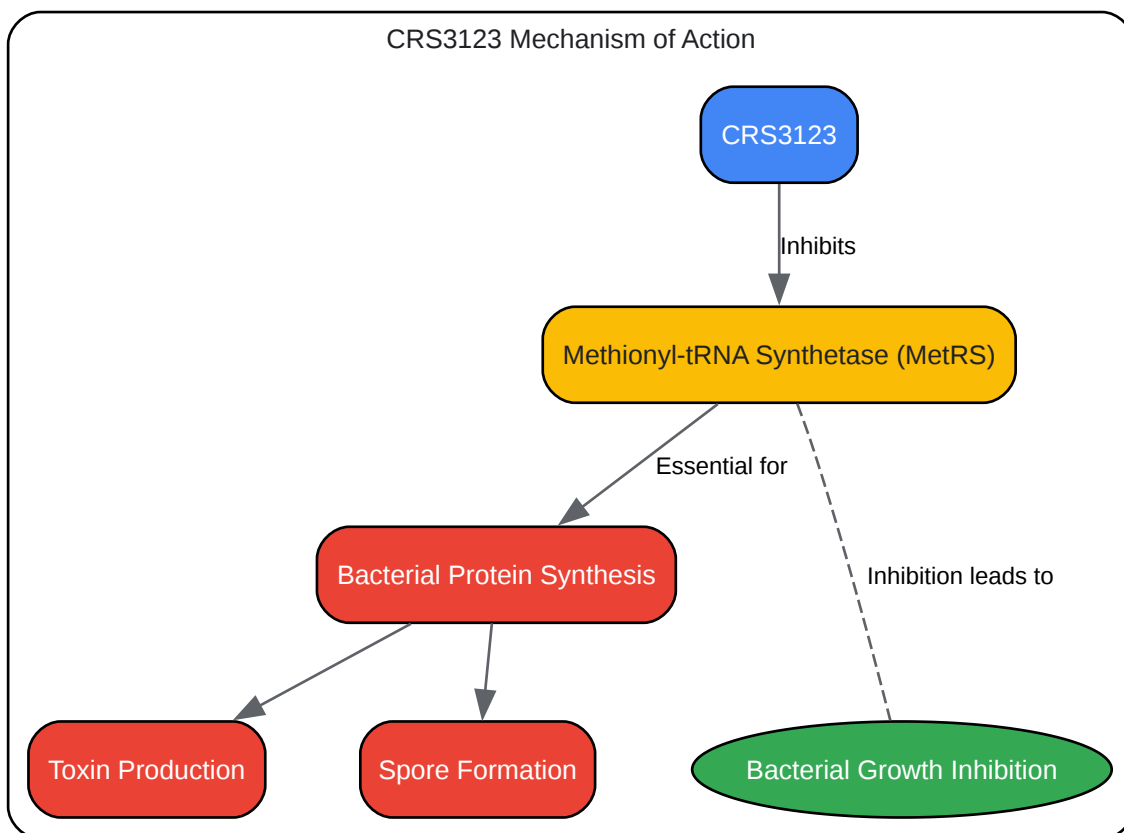 CRS3123 Mechanism of Action
CRS3123
Inhibits
Methionyl-tRNA Synthetase (MetRS)
Essential for
Bacterial Protein Synthesis
Inhibition leads to
Toxin Production
Spore Formation
Bacterial Growth Inhibition